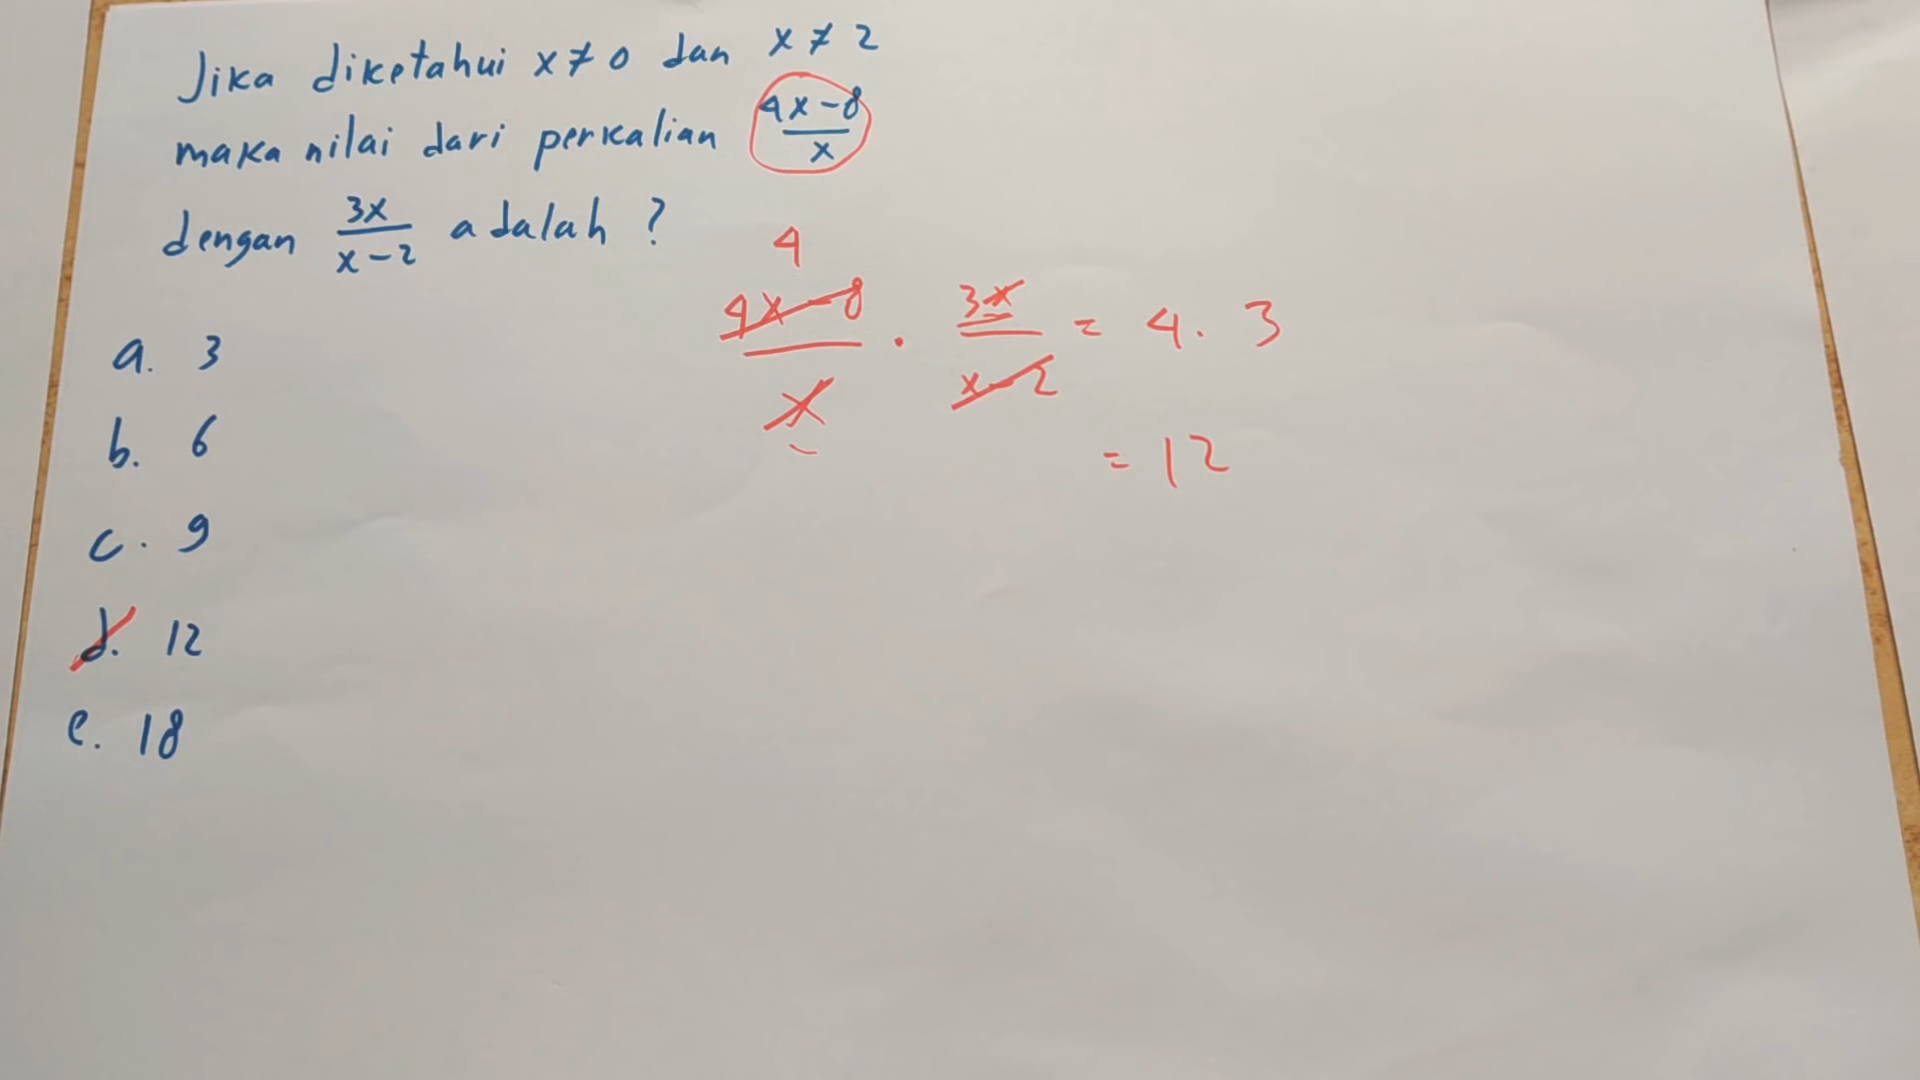 Jika diketahui x ≠ 0 dan x ≠ 2
maka nilai dari perkalian (4x-8)/x
dengan 3x/(x-2) adalah ?
a. 3
b. 6
c. 9
d. 12
e. 18
4
(4x-8)/x . 3x/(x-2) = 4 . 3
= 12